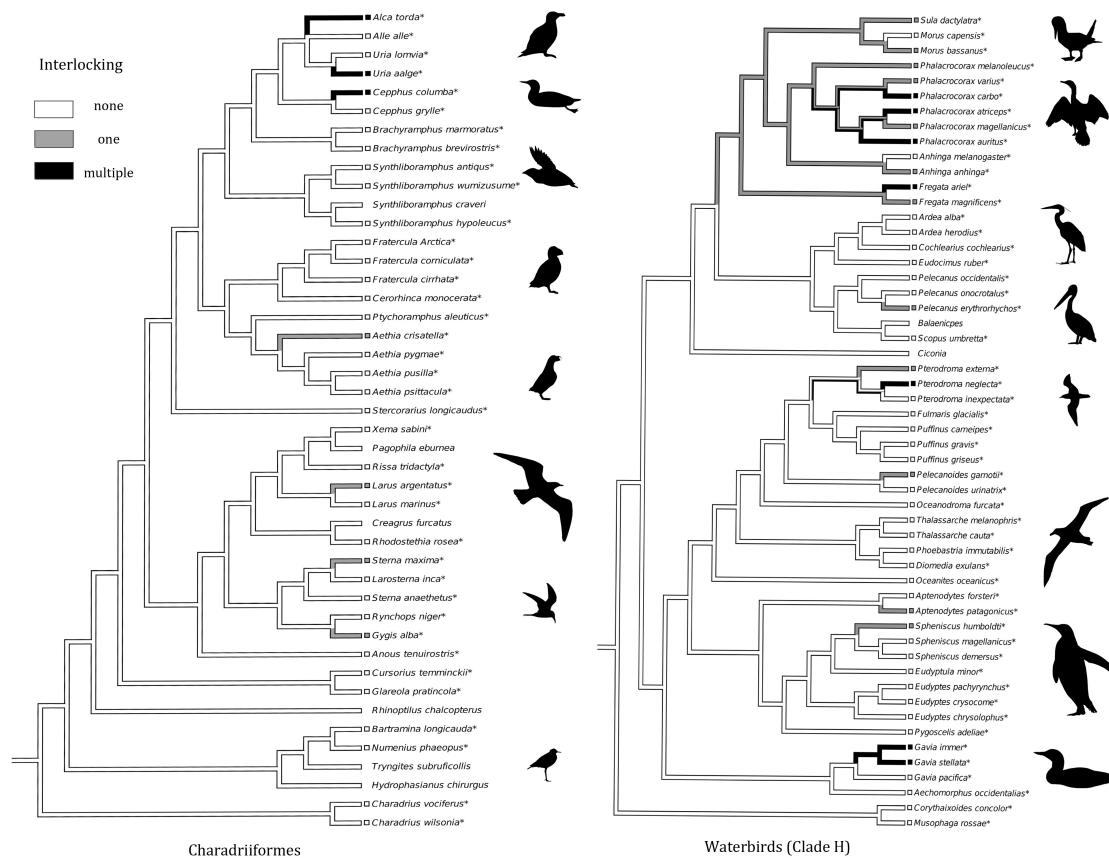 Interlocking
none
one
multiple
Alca torda*
Alle alle*
Uria lomvia*
Uria aalge*
Cepphus columba*
Cepphus grylle*
Brachyramphus marmoratus*
Brachyramphus brevirostris*
Synthliboramphus antiqus*
Synthliboramphus wumizusume*
Synthliboramphus craveri
Synthliboramphus hypoleucus*
Fratercula Arctica*
Fratercula corniculata*
Fratercula cirrhata*
Cerorhinca monocerata*
Ptychoramphus aleuticus*
Aethia crisatella*
Aethia pygmae*
Aethia pusilla*
Aethia psittacula*
Stercorarius longicaudus*
Xema sabini*
Pagophila eburnea
Rissa tridactyla*
Larus argentatus*
Larus marinus*
Creagrus furcatus
Rhodostethia rosea*
Sterna maxima*
Larosterna inca*
Sterna anaethetus*
Rynchops niger*
Gygis alba*
Anous tenuirostris*
Cursorius temminckii*
Glareola pratincola*
Rhinoptilus chalcopterus
Bartramina longicauda*
Numenius phaeopus*
Tryngites subruficollis
Hydrophasianus chirurgus
Charadrius vociferus*
Charadrius wilsonia*
Charadriiformes
Sula dactylatra*
Morus capensis*
Morus bassanus*
Phalacrocorax melanoleucus*
Phalacrocorax varius*
Phalacrocorax carbo*
Phalacrocorax atriceps*
Phalacrocorax magellanicus*
Phalacrocorax auritus*
Anhinga melanogaster*
Anhinga anhinga*
Fregata ariel*
Fregata magnificens*
Ardea alba*
Ardea herodius*
Cochlearius cochlearius*
Eudocimus ruber*
Pelecanus occidentalis*
Pelecanus onocrotalus*
Pelecanus erythrorhychos*
Balaenicpes
Scopus umbretta*
Ciconia
Pterodroma externa*
Pterodroma neglecta*
Pterodroma inexpectata*
Fulmaris glacialis*
Puffinus carneipes*
Puffinus gravis*
Puffinus griseus*
Pelecanoides garnotii*
Pelecanoides urinatrix*
Oceanodroma furcata*
Thalassarche melanophris*
Thalassarche cauta*
Phoebastria immutabilis*
Diomedia exulans*
Oceanites oceanicus*
Aptenodytes forsteri*
Aptenodytes patagonicus*
Spheniscus humboldti*
Spheniscus magellanicus*
Spheniscus demersus*
Eudyptula minor*
Eudyptes pachyrynchus*
Eudyptes crysocome*
Eudyptes chrysolophus*
Pygoscelis adeliae*
Gavia immer*
Gavia stellata*
Gavia pacifica*
Aechomorphus occidentalias*
Corythaixoides concolor*
Musophaga rossae*
Waterbirds (Clade H)